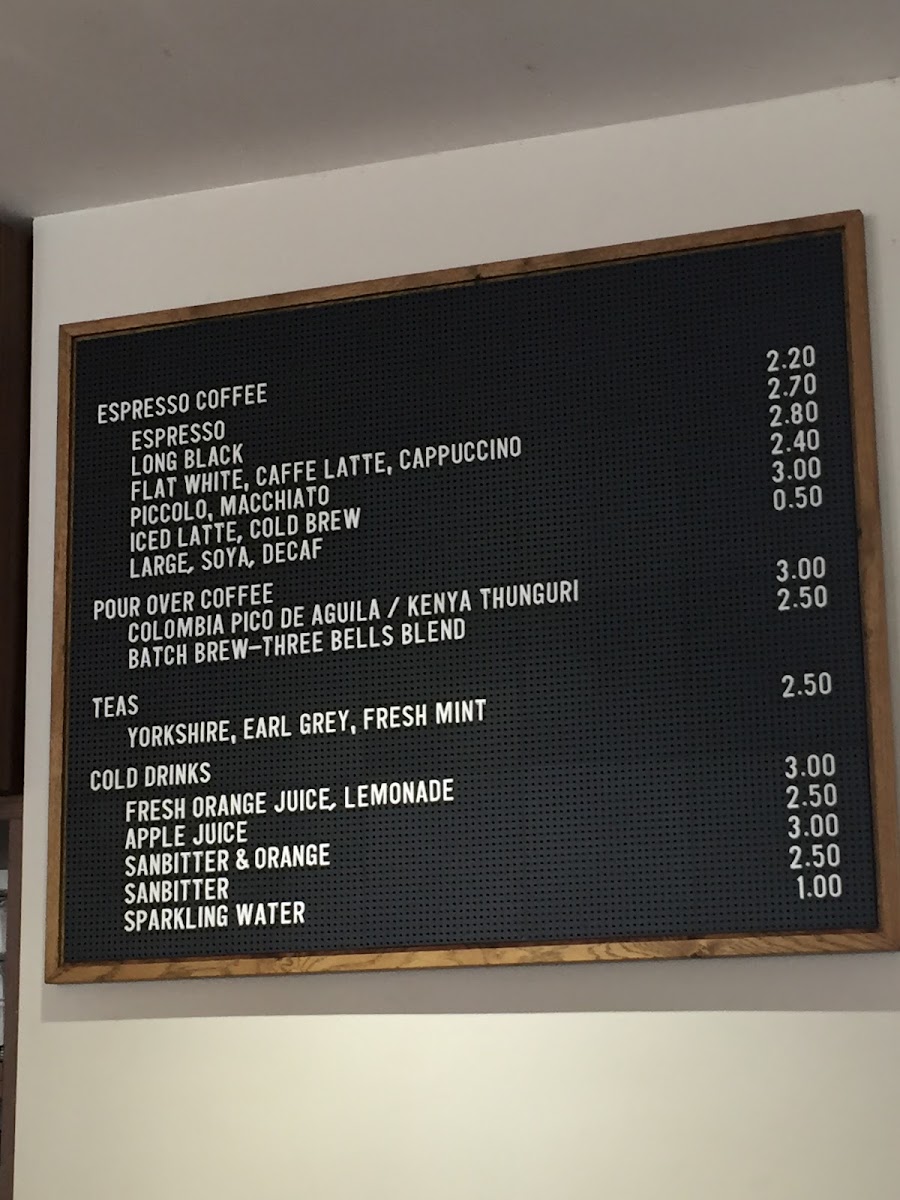 ESPRESSO COFFEE
ESPRESSO 2.20
LONG BLACK 2.70
FLAT WHITE, CAFFE LATTE, CAPPUCCINO 2.80
PICCOLO, MACCHIATO 2.40
ICED LATTE, COLD BREW 3.00
LARGE, SOYA, DECAF 0.50
POUR OVER COFFEE
COLOMBIA PICO DE AGUILA / KENYA THUNGURI 3.00
BATCH BREW—THREE BELLS BLEND 2.50
TEAS
YORKSHIRE, EARL GREY, FRESH MINT 2.50
COLD DRINKS
FRESH ORANGE JUICE, LEMONADE 3.00
APPLE JUICE 2.50
SANBITTER & ORANGE 3.00
SANBITTER 2.50
SPARKLING WATER 1.00